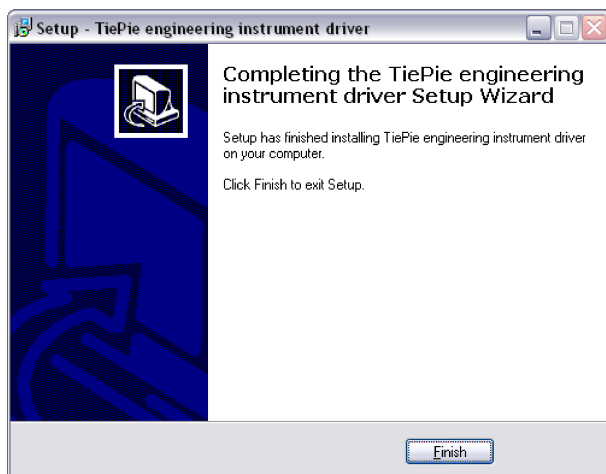 Setup - TiePie engineering instrument driver
Completing the TiePie engineering
instrument driver Setup Wizard
Setup has finished installing TiePie engineering instrument driver
on your computer.
Click Finish to exit Setup.
Finish